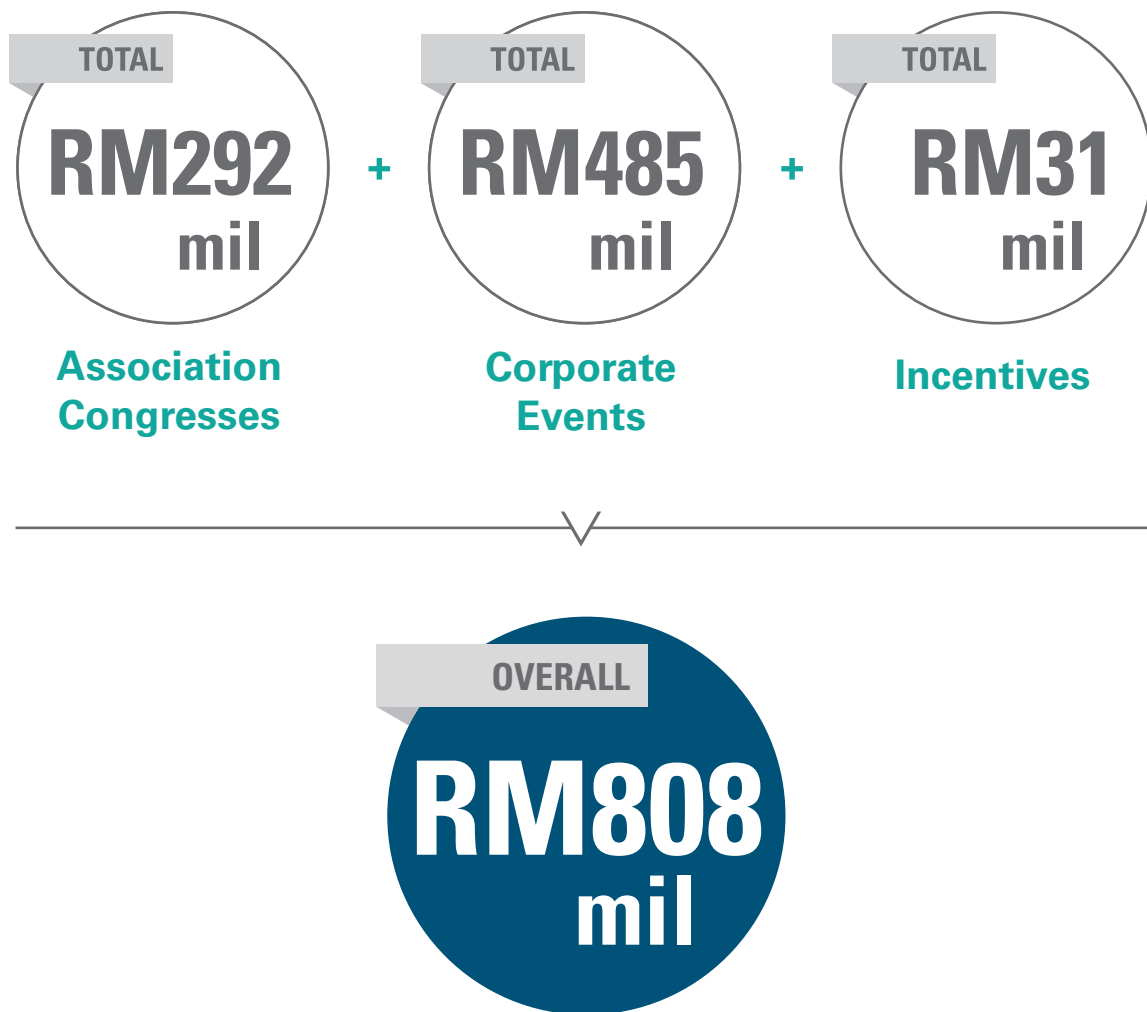 TOTAL
RM292
mil
Association
Congresses
+
TOTAL
RM485
mil
Corporate
Events
+
TOTAL
RM31
mil
Incentives
OVERALL
RM808
mil